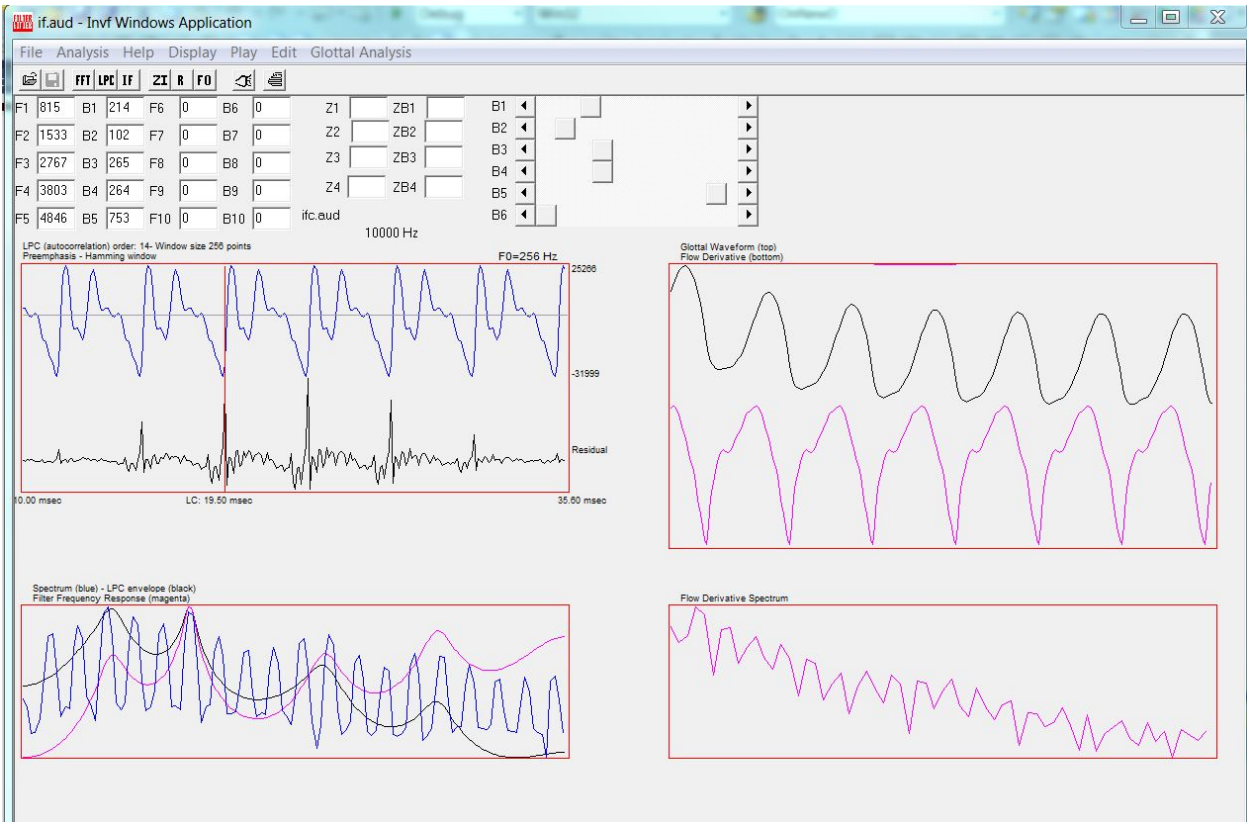 if.aud - Invf Windows Application
File Analysis Help Display Play Edit Glottal Analysis
FFT LPC IF ZI R F0
F1 815 B1 214 F6 0 B6 0 Z1 ZB1 B1
F2 1533 B2 102 F7 0 B7 0 Z2 ZB2 B2
F3 2767 B3 265 F8 0 B8 0 Z3 ZB3 B3
F4 3803 B4 264 F9 0 B9 0 Z4 ZB4 B4
B5
F5 4846 B5 753 F10 0 B10 0 ifc.aud B6
10000 Hz
LPC (autocorrelation) order: 14- Window size 256 points
Preemphasis - Hamming window F0=256 Hz
25266
-31999
Residual
10.00 msec LC: 19.50 msec 35.60 msec
Glottal Waveform (top)
Flow Derivative (bottom)
Spectrum (blue) - LPC envelope (black)
Filter Frequency Response (magenta)
Flow Derivative Spectrum